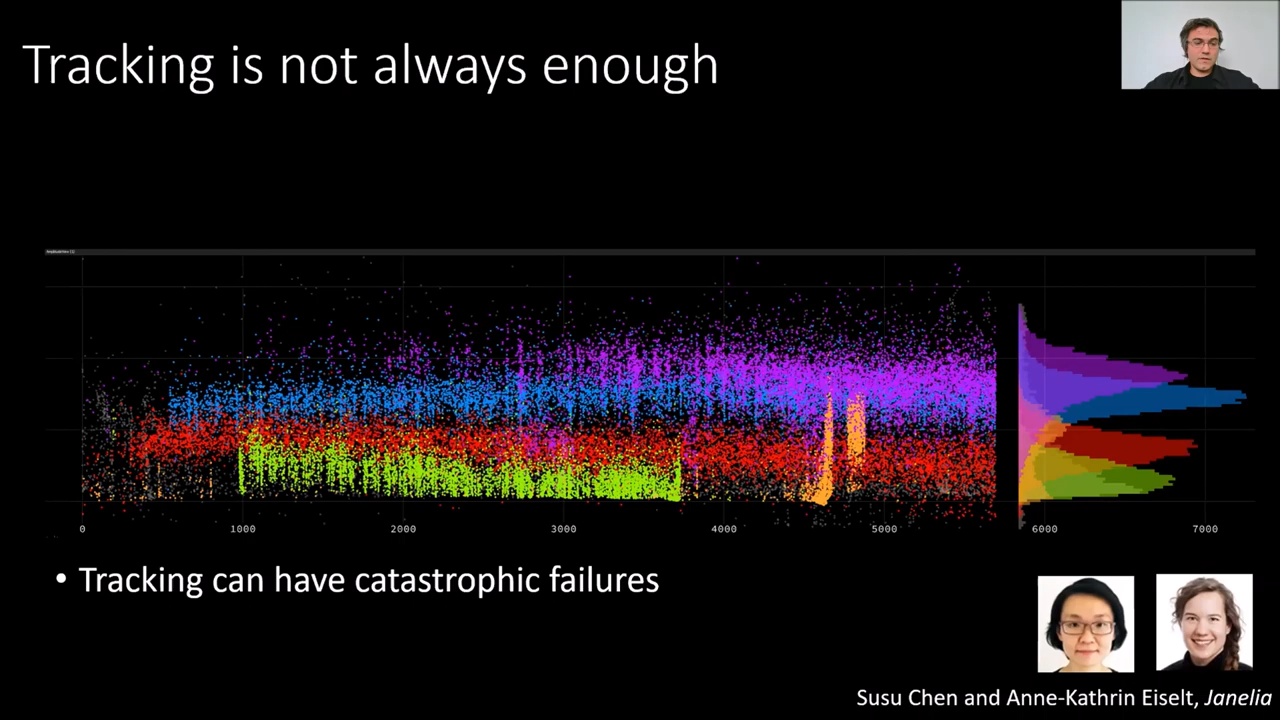 Tracking is not always enough
0 1000 2000 3000 4000 5000 6000 7000
• Tracking can have catastrophic failures
Susu Chen and Anne-Kathrin Eiselt, Janelia